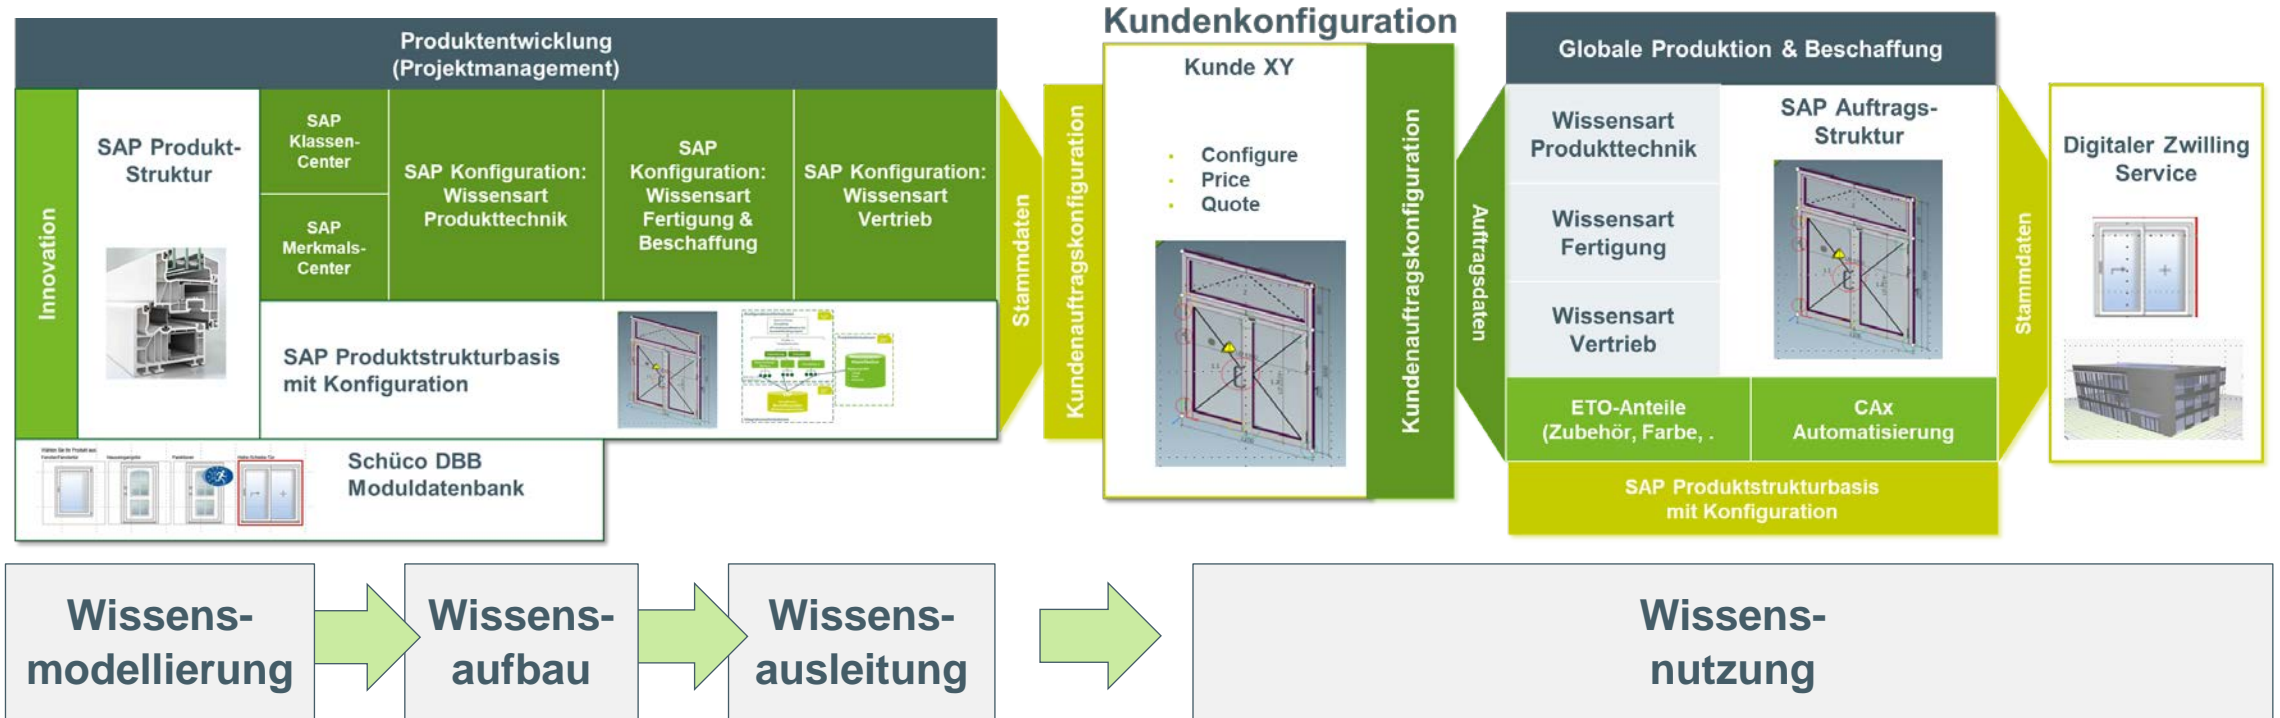 Produktentwicklung
(Projektmanagement)
Innovation
SAP Produkt-
Struktur
SAP
Klassen-
Center
SAP
Merkmals-
Center
SAP Konfiguration:
Wissensart
Produkttechnik
SAP
Konfiguration:
Wissensart
Fertigung &
Beschaffung
SAP Konfiguration:
Wissensart
Vertrieb
SAP Produktstrukturbasis
mit Konfiguration
Schüco DBB
Moduldatenbank
Stammdaten
Kundenauftragskonfiguration
Kundenkonfiguration
Kunde XY
Configure
Price
Quote
Kundenauftragskonfiguration
Auftragsdaten
Globale Produktion & Beschaffung
Wissensart
Produkttechnik
Wissensart
Fertigung
Wissensart
Vertrieb
SAP Auftrags-
Struktur
ETO-Anteile
(Zubehör, Farbe, .
CAx
Automatisierung
SAP Produktstrukturbasis
mit Konfiguration
Stammdaten
Digitaler Zwilling
Service
Wissens-
modellierung
Wissens-
aufbau
Wissens-
ausleitung
Wissens-
nutzung